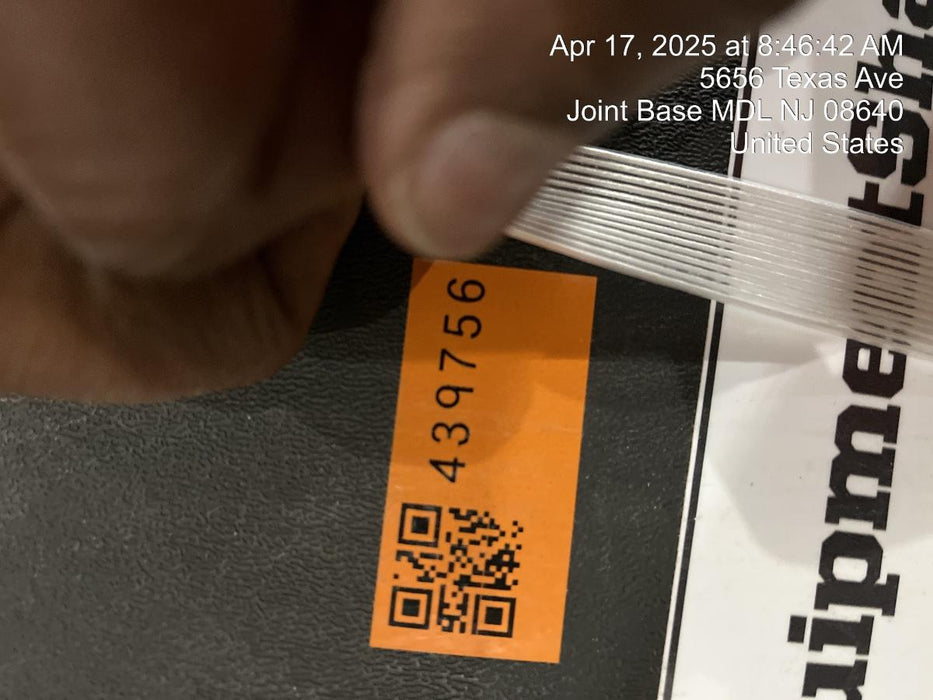 Apr 17, 2025 at 8:46:42 AM
5656 Texas Ave
Joint Base MDL NJ 08640
United States
439756